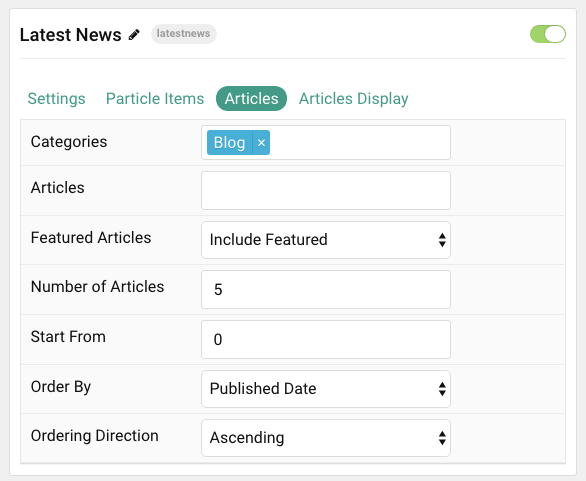 Latest News latestnews
Settings Particle Items Articles Articles Display
Categories Blog ×
Articles
Featured Articles Include Featured
Number of Articles 5
Start From 0
Order By Published Date
Ordering Direction Ascending